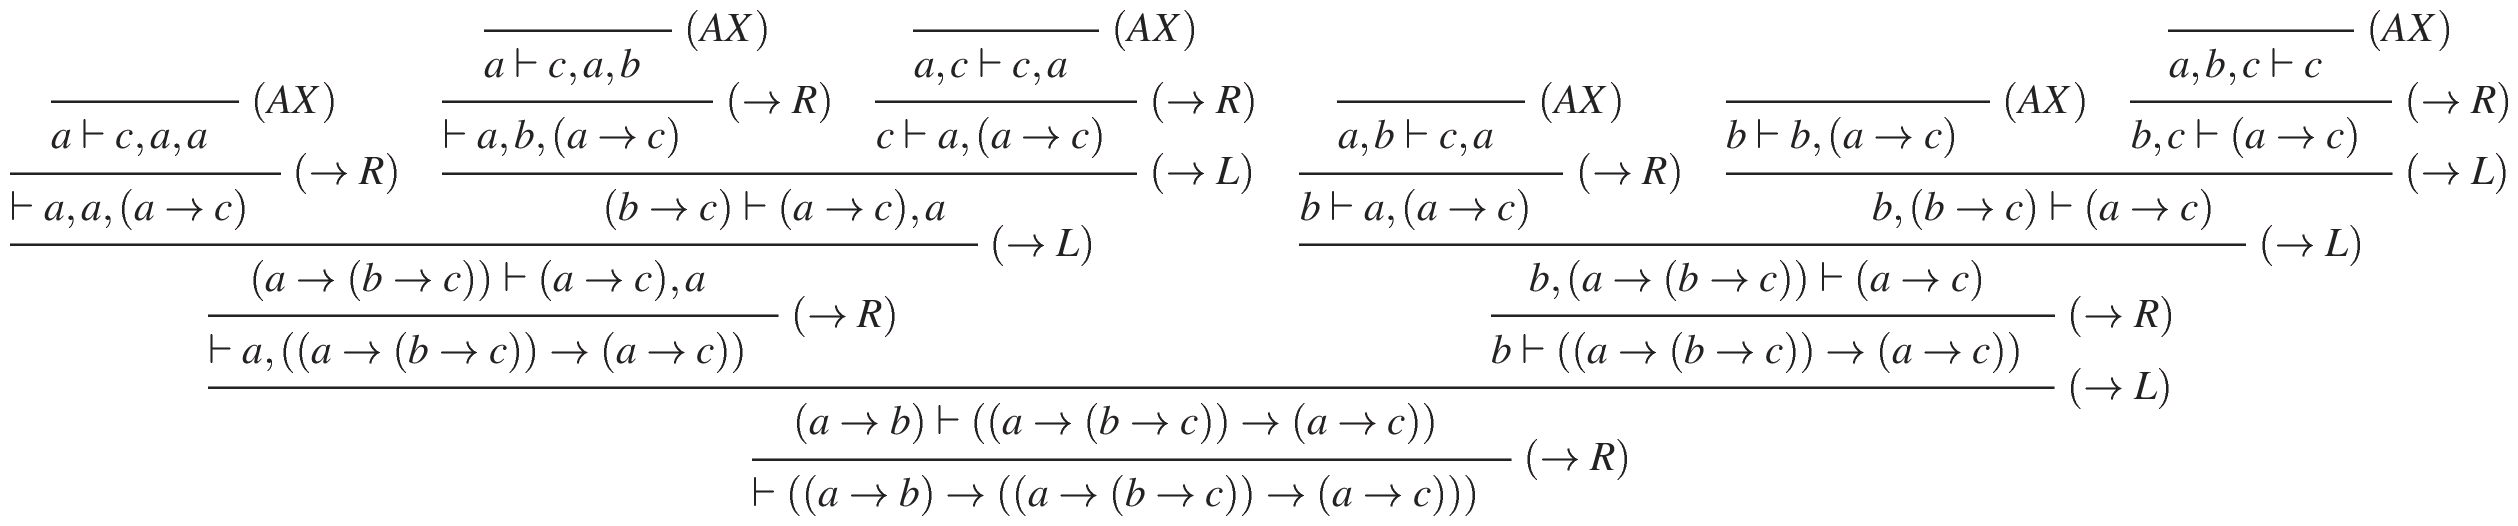 (AX) (AX) (AX)
a ⊢ c, a, b a, c ⊢ c, a a, b, c ⊢ c
(AX) (→ R) (→ R) (AX) (AX) (→ R)
a ⊢ c, a, a ⊢ a, b, (a → c) c ⊢ a, (a → c) a, b ⊢ c, a b ⊢ b, (a → c) b, c ⊢ (a → c)
(→ R) (→ L) (→ R) (→ L)
⊢ a, a, (a → c) (b → c) ⊢ (a → c), a b ⊢ a, (a → c) b, (b → c) ⊢ (a → c)
(→ L) (→ L)
(a → (b → c)) ⊢ (a → c), a b, (a → (b → c)) ⊢ (a → c)
(→ R) (→ R)
⊢ a, ((a → (b → c)) → (a → c)) b ⊢ ((a → (b → c)) → (a → c))
(→ L)
(a → b) ⊢ ((a → (b → c)) → (a → c))
(→ R)
⊢ ((a → b) → ((a → (b → c)) → (a → c)))